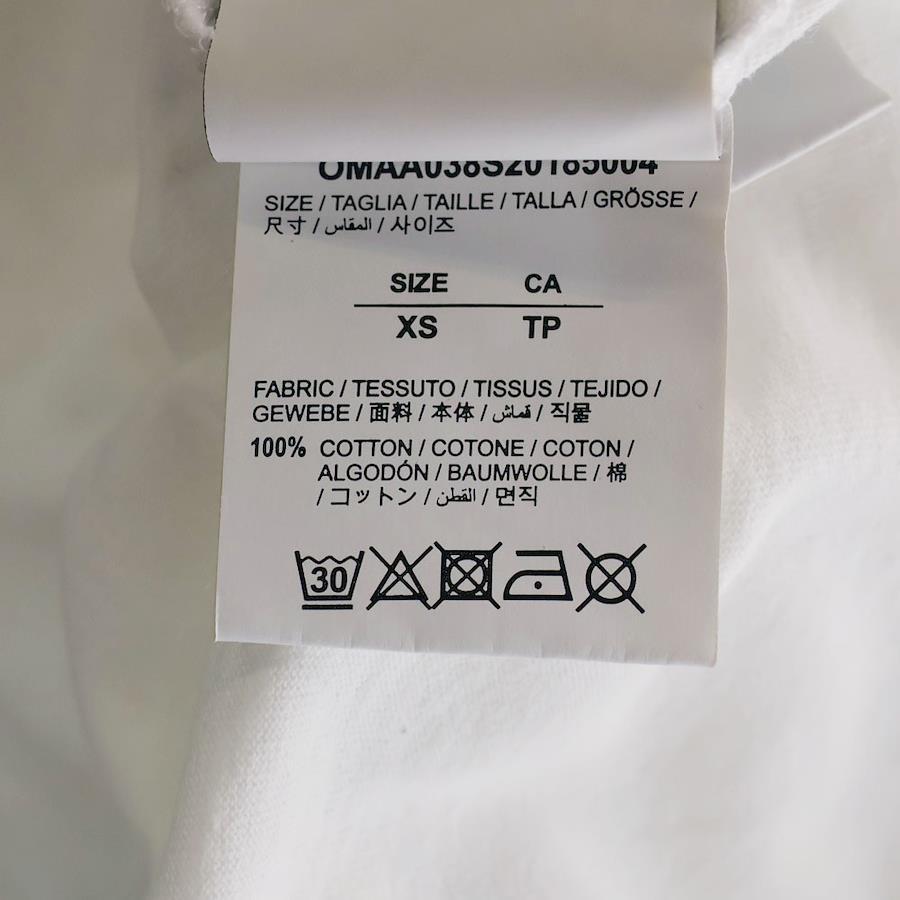 OMAA038S20185004
SIZE / TAGLIA / TAILLE / TALLA / GRÖSSE /
尺寸 / المقاس / 사이즈
SIZE CA
XS TP
FABRIC / TESSUTO / TISSUS / TEJIDO /
GEWEBE / 面料 / 本体 / قماش / 직물
100% COTTON / COTONE / COTON /
ALGODÓN / BAUMWOLLE / 棉
/ コットン / القطن / 면직
30